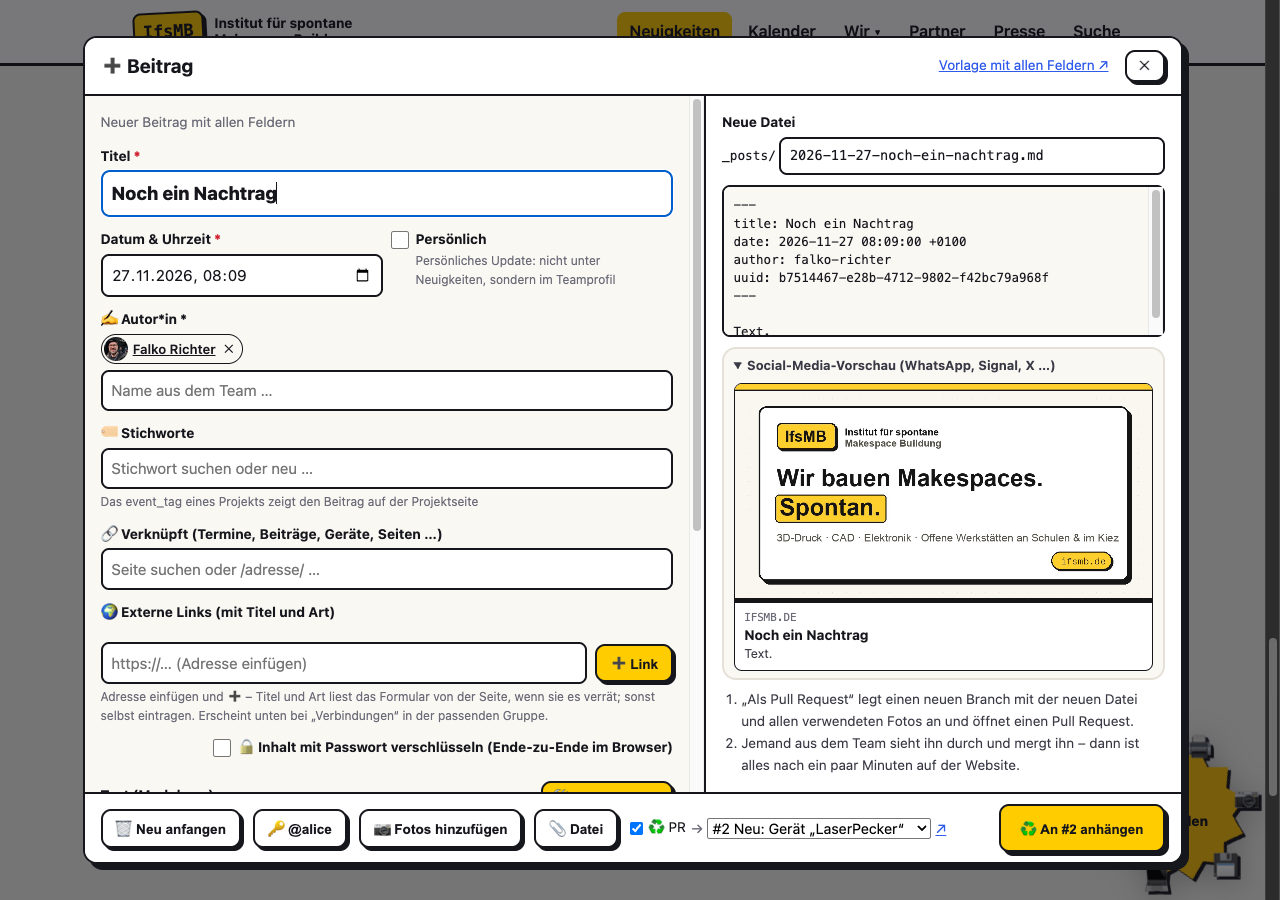 IfsMB
Institut für spontane
Neuigkeiten Kalender Wir ▾ Partner Presse Suche
➕ Beitrag
Vorlage mit allen Feldern ↗
✕
Neuer Beitrag mit allen Feldern
Titel *
Noch ein Nachtrag
Datum & Uhrzeit *
27.11.2026, 08:09
Persönlich
Persönliches Update: nicht unter
Neuigkeiten, sondern im Teamprofil
✍️ Autor*in *
Falko Richter ✕
Name aus dem Team ...
🏷️ Stichworte
Stichwort suchen oder neu ...
Das event_tag eines Projekts zeigt den Beitrag auf der Projektseite
🔗 Verknüpft (Termine, Beiträge, Geräte, Seiten ...)
Seite suchen oder /adresse/ ...
🌍 Externe Links (mit Titel und Art)
https://... (Adresse einfügen)
➕ Link
Adresse einfügen und ➕ – Titel und Art liest das Formular von der Seite, wenn sie es verrät; sonst
selbst eintragen. Erscheint unten bei „Verbindungen“ in der passenden Gruppe.
🔒 Inhalt mit Passwort verschlüsseln (Ende-zu-Ende im Browser)
Neue Datei
_posts/ 2026-11-27-noch-ein-nachtrag.md
---
title: Noch ein Nachtrag
date: 2026-11-27 08:09:00 +0100
author: falko-richter
uuid: b7514467-e28b-4712-9802-f42bc79a968f
---
Text.
▼ Social-Media-Vorschau (WhatsApp, Signal, X ...)
IfsMB
Institut für spontane
Makespace Building
Wir bauen Makespaces.
Spontan.
3D-Druck · CAD · Elektronik · Offene Werkstätten an Schulen & im Kiez
ifsmb.de
IFSMB.DE
Noch ein Nachtrag
Text.
1. „Als Pull Request“ legt einen neuen Branch mit der neuen Datei
und allen verwendeten Fotos an und öffnet einen Pull Request.
2. Jemand aus dem Team sieht ihn durch und mergt ihn – dann ist
alles nach ein paar Minuten auf der Website.
🗑️ Neu anfangen
🔑 @alice
📷 Fotos hinzufügen
📎 Datei
♻️ PR → #2 Neu: Gerät „LaserPecker“ ↗
♻️ An #2 anhängen